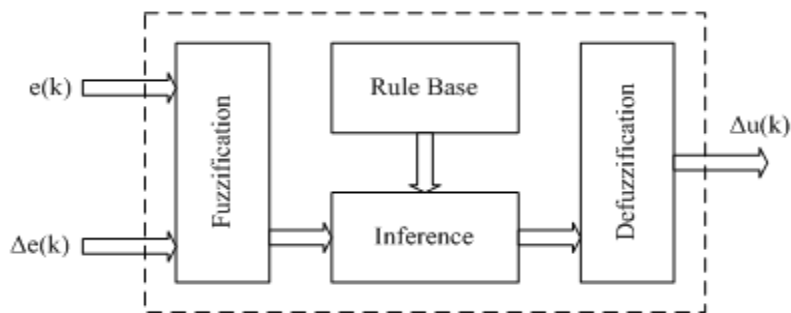 e(k)
Δe(k)
Fuzzification
Rule Base
Inference
Defuzzification
Δu(k)